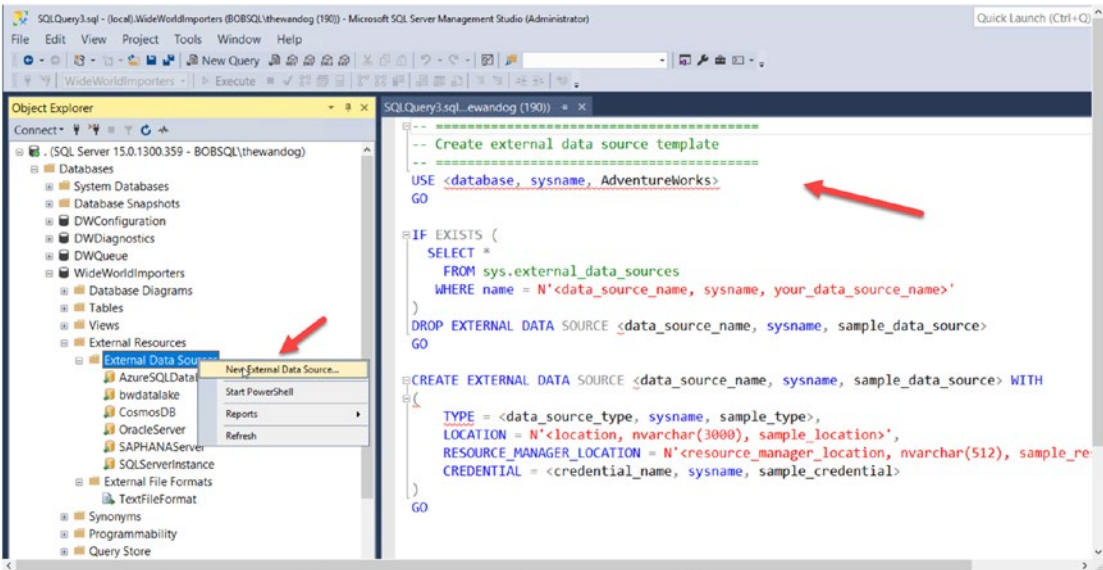 SQLQuery3.sql - (local).WideWorldImporters (BOBSQL\thewandog (190)) - Microsoft SQL Server Management Studio (Administrator)
Quick Launch (Ctrl+Q)
File Edit View Project Tools Window Help
New Query
WideWorldImporters
Execute
Object Explorer
Connect
. (SQL Server 15.0.1300.359 - BOBSQL\thewandog)
Databases
System Databases
Database Snapshots
DWConfiguration
DWDiagnostics
DWQueue
WideWorldImporters
Database Diagrams
Tables
Views
External Resources
External Data Sources
AzureSQLDatab
bwdatalake
CosmosDB
OracleServer
SAPHANAServer
SQLServerInstance
External File Formats
TextFileFormat
Synonyms
Programmability
Query Store
New External Data Source...
Start PowerShell
Reports
Refresh
SQLQuery3.sql...ewandog (190))
-- =========================================
-- Create external data source template
-- =========================================
USE <database, sysname, AdventureWorks>
GO
IF EXISTS (
SELECT *
FROM sys.external_data_sources
WHERE name = N'<data_source_name, sysname, your_data_source_name>'
)
DROP EXTERNAL DATA SOURCE <data_source_name, sysname, sample_data_source>
GO
CREATE EXTERNAL DATA SOURCE <data_source_name, sysname, sample_data_source> WITH
(
TYPE = <data_source_type, sysname, sample_type>,
LOCATION = N'<location, nvarchar(3000), sample_location>',
RESOURCE_MANAGER_LOCATION = N'<resource_manager_location, nvarchar(512), sample_re
CREDENTIAL = <credential_name, sysname, sample_credential>
)
GO